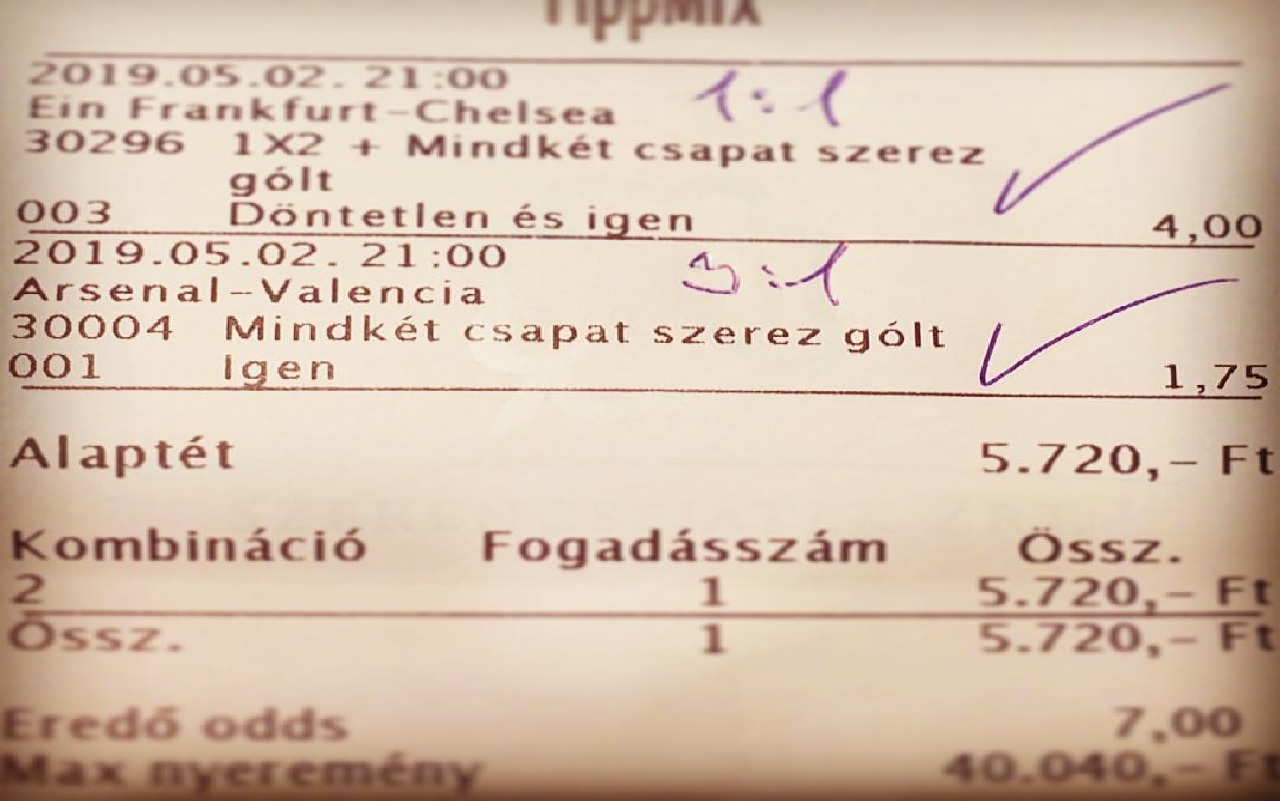 TippMix
2019.05.02. 21:00 1:1
Ein Frankfurt-Chelsea
30296 1X2 + Mindkét csapat szerez
gólt
003 Döntetlen és igen 4,00
2019.05.02. 21:00 3:1
Arsenal-Valencia
30004 Mindkét csapat szerez gólt
001 Igen 1,75
Alaptét 5.720,- Ft
Kombináció Fogadásszám Össz.
2 1 5.720,- Ft
Össz. 1 5.720,- Ft
Eredő odds 7,00
Max nyeremény 40.040,- Ft